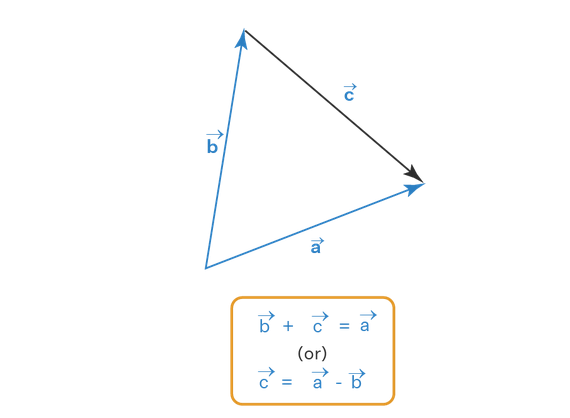 c⃗
b⃗
a⃗
b⃗ + c⃗ = a⃗
(or)
c⃗ = a⃗ - b⃗